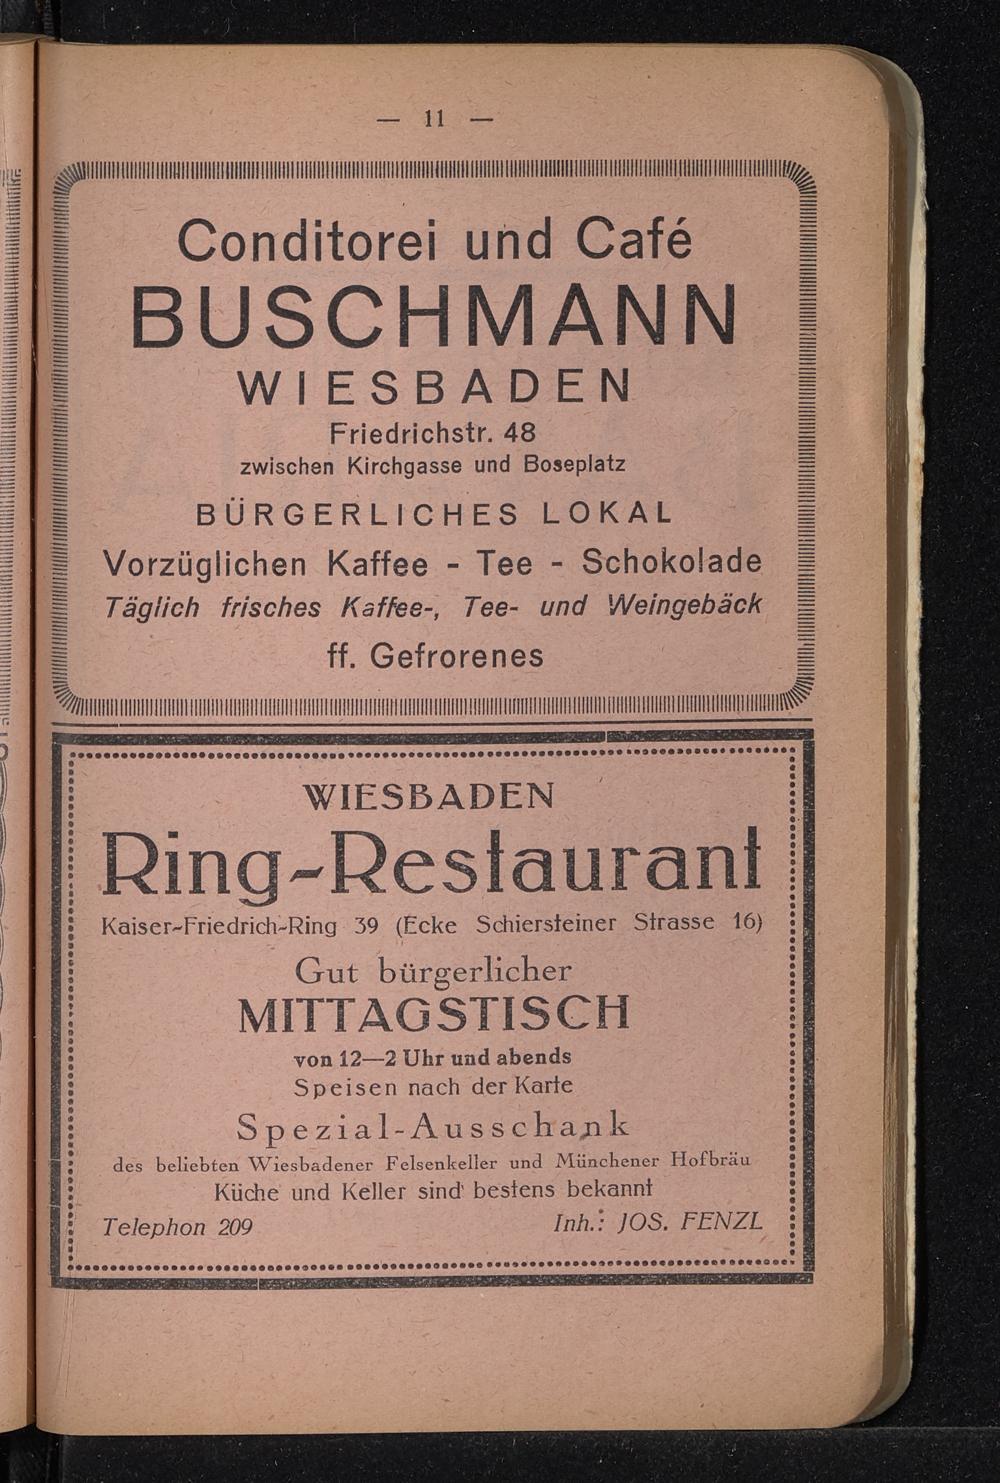 — 11 —
Conditorei und Café
BUSCHMANN
WIESBADEN
Friedrichstr. 48
zwischen Kirchgasse und Boseplatz
BÜRGERLICHES LOKAL
Vorzüglichen Kaffee - Tee - Schokolade
Täglich frisches Kaffee-, Tee- und Weingebäck
ff. Gefrorenes
WIESBADEN
Ring-Restaurant
Kaiser-Friedrich-Ring 39 (Ecke Schiersteiner Strasse 16)
Gut bürgerlicher
MITTAGSTISCH
von 12—2 Uhr und abends
Speisen nach der Karte
Spezial-Ausschank
des beliebten Wiesbadener Felsenkeller und Münchener Hofbräu
Küche und Keller sind bestens bekannt
Telephon 209 Inh.: JOS. FENZL